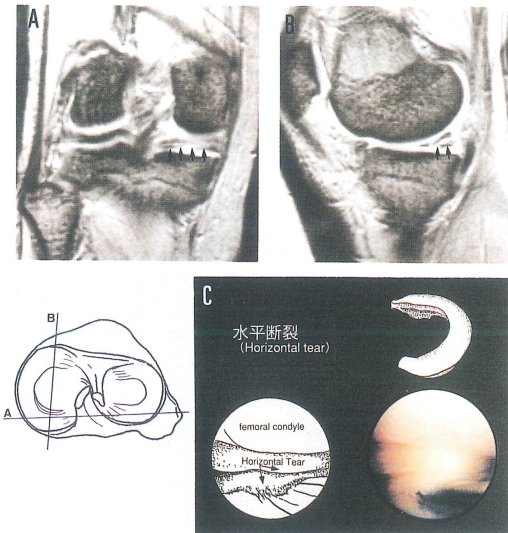 A
B
B
A
C
水平断裂
(Horizontal tear)
femoral condyle
Horizontal Tear